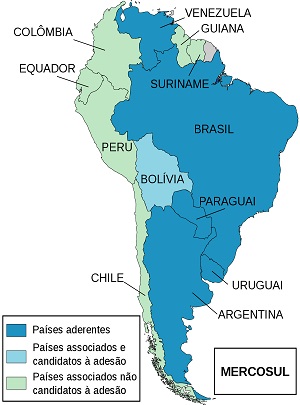 VENEZUELA
COLÔMBIA
GUIANA
EQUADOR
SURINAME
BRASIL
PERU
BOLÍVIA
PARAGUAI
CHILE
URUGUAI
ARGENTINA
Países aderentes
Países associados e
candidatos à adesão
Países associados não
candidatos à adesão
MERCOSUL